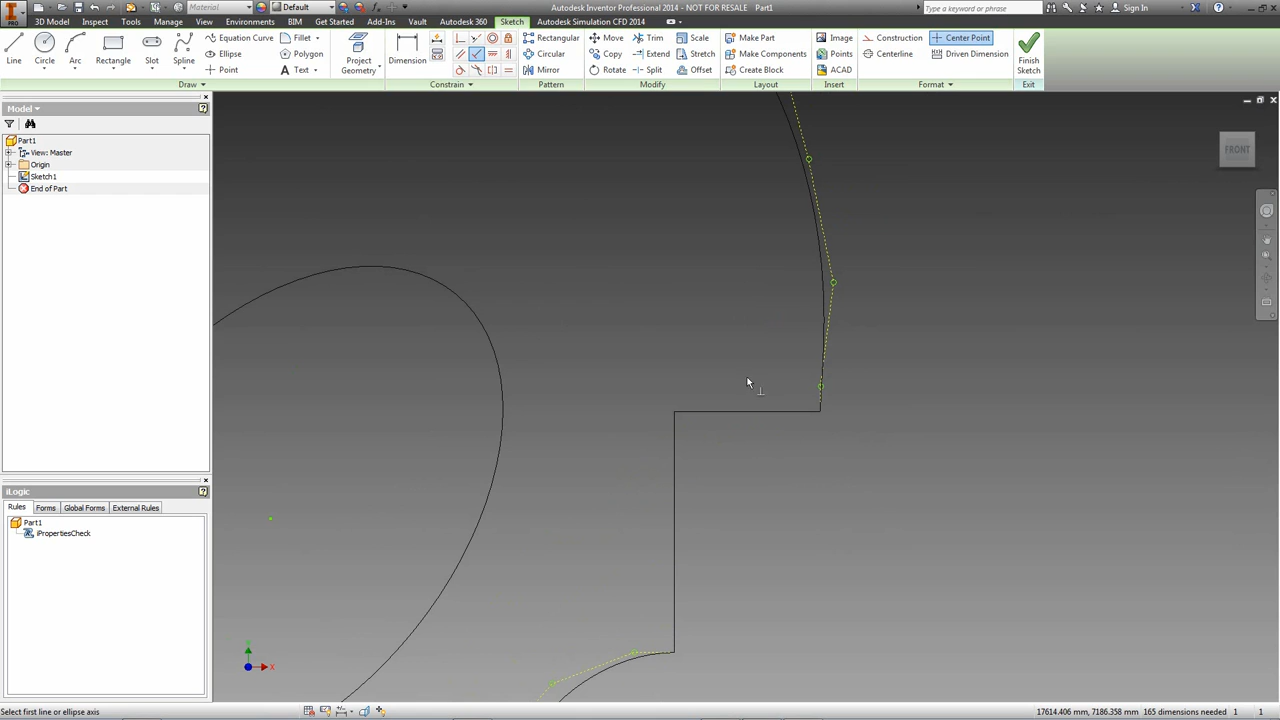 Material
Default
Autodesk Inventor Professional 2014 - NOT FOR RESALE   Part1
Type a keyword or phrase
Sign In
PRO
3D Model
Inspect
Tools
Manage
View
Environments
BIM
Get Started
Add-Ins
Vault
Autodesk 360
Sketch
Autodesk Simulation CFD 2014
Line
Circle
Arc
Rectangle
Slot
Spline
Equation Curve
Ellipse
Point
Fillet
Polygon
Text
Project Geometry
Dimension
Rectangular
Circular
Mirror
Move
Copy
Rotate
Trim
Extend
Split
Scale
Stretch
Offset
Make Part
Make Components
Create Block
Image
Points
ACAD
Construction
Centerline
Center Point
Driven Dimension
Finish Sketch
Draw
Constrain
Pattern
Modify
Layout
Insert
Format
Exit
Model
Part1
View: Master
Origin
Sketch1
End of Part
FRONT
iLogic
Rules
Forms
Global Forms
External Rules
Part1
iPropertiesCheck
X
Select first line or ellipse axis
17614.406 mm, 7186.358 mm
165 dimensions needed
1
1